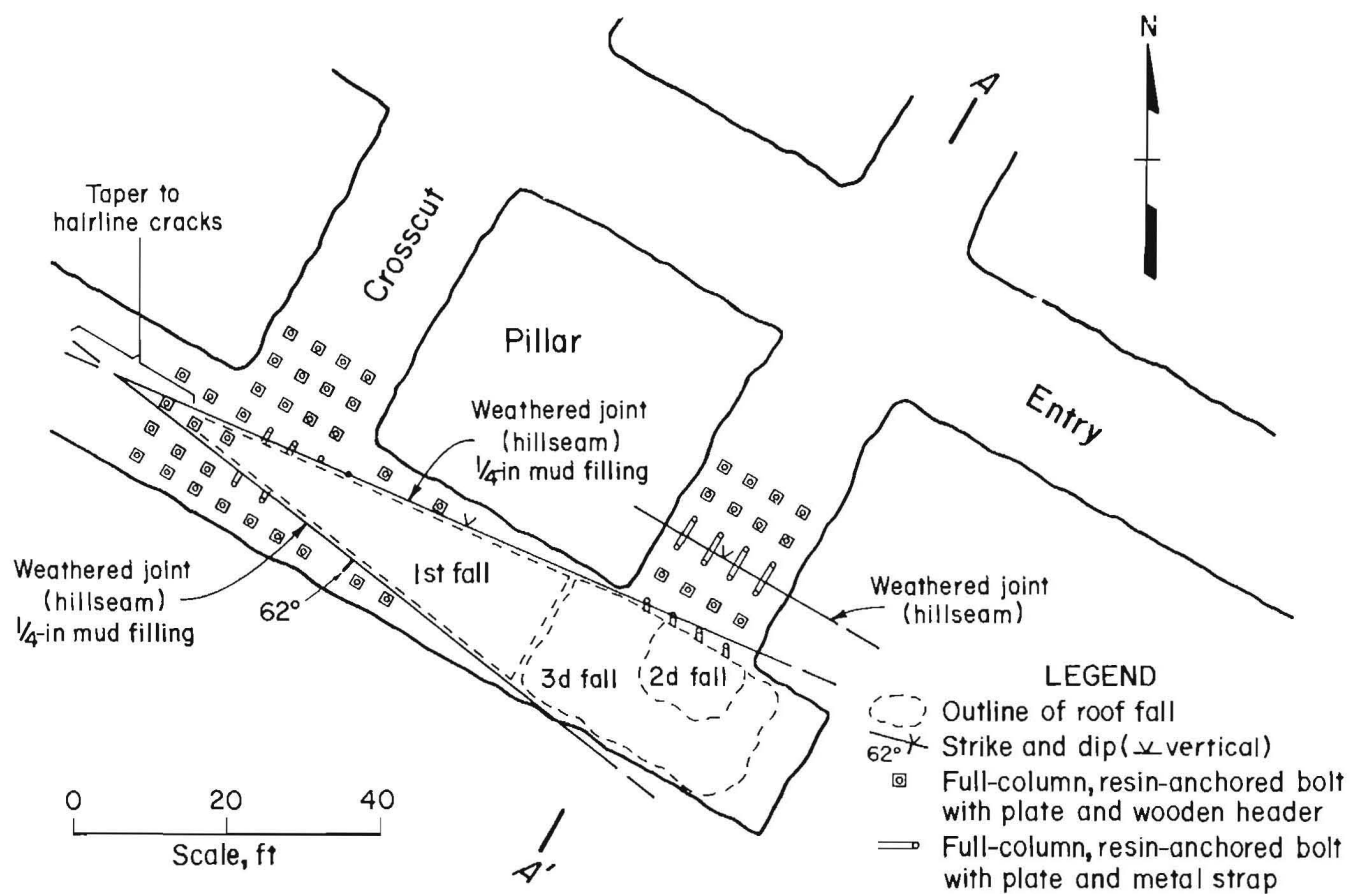 N
A
Taper to
hairline cracks
Crosscut
Pillar
Entry
Weathered joint
(hillseam)
1/4-in mud filling
Weathered joint
(hillseam)
1/4-in mud filling
62°
1st fall
3d fall
2d fall
Weathered joint
(hillseam)
0 20 40
Scale, ft
A'
LEGEND
Outline of roof fall
62° Strike and dip (vertical)
Full-column, resin-anchored bolt
with plate and wooden header
Full-column, resin-anchored bolt
with plate and metal strap